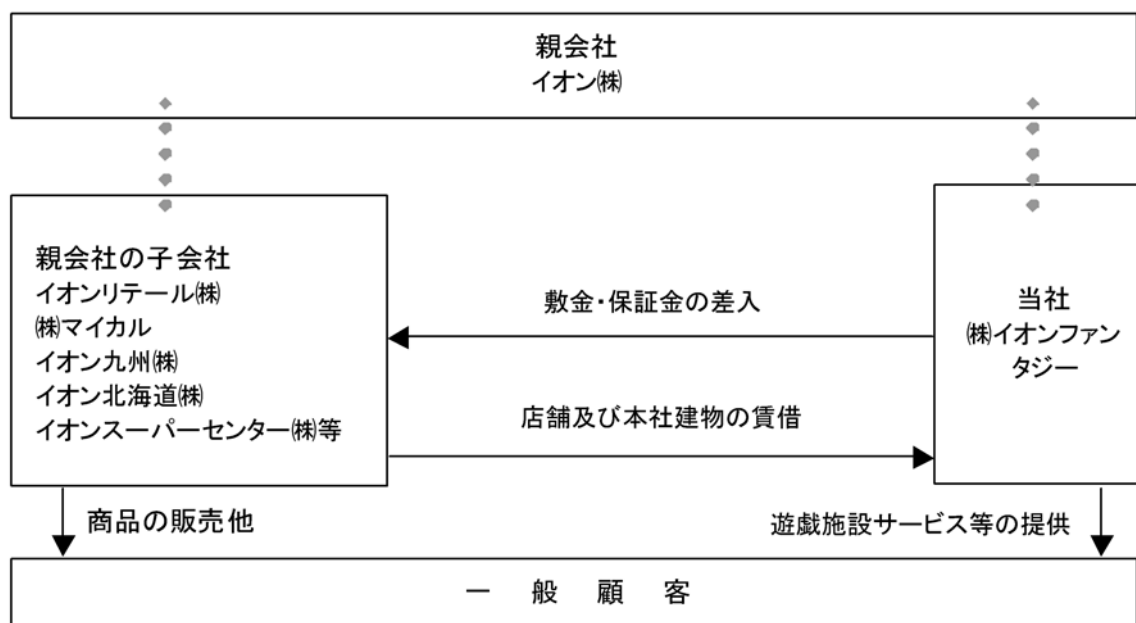 親会社
イオン㈱
親会社の子会社
イオンリテール㈱
㈱マイカル
イオン九州㈱
イオン北海道㈱
イオンスーパーセンター㈱等
敷金・保証金の差入
店舗及び本社建物の賃借
当社
㈱イオンファン
タジー
商品の販売他
遊戯施設サービス等の提供
一 般 顧 客